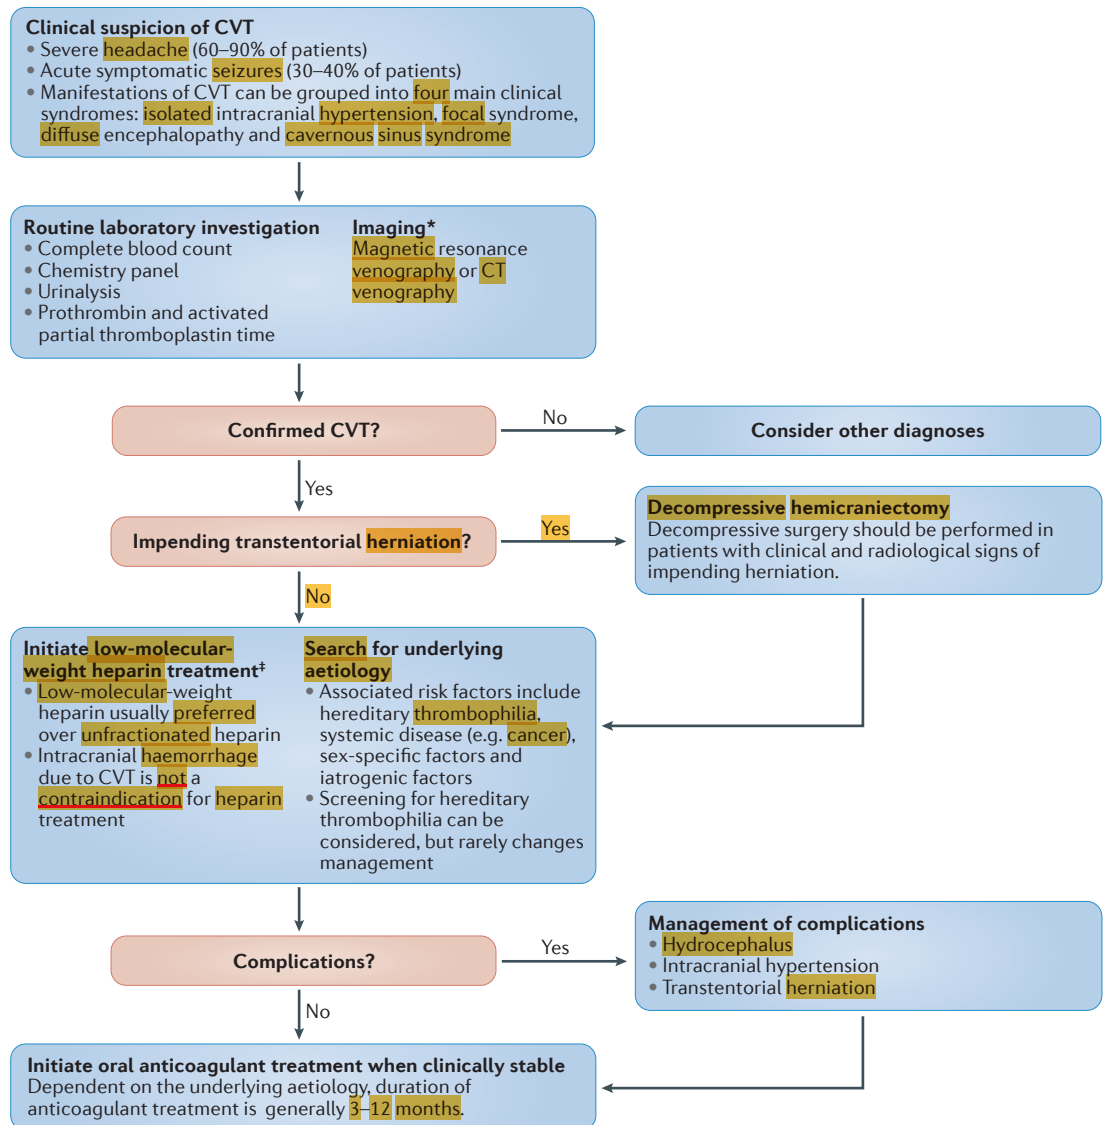 Clinical suspicion of CVT
• Severe headache (60–90% of patients)
• Acute symptomatic seizures (30–40% of patients)
• Manifestations of CVT can be grouped into four main clinical
syndromes: isolated intracranial hypertension, focal syndrome,
diffuse encephalopathy and cavernous sinus syndrome
Routine laboratory investigation
• Complete blood count
• Chemistry panel
• Urinalysis
• Prothrombin and activated
partial thromboplastin time
Imaging*
Magnetic resonance
venography or CT
venography
Confirmed CVT?
No
Consider other diagnoses
Yes
Impending transtentorial herniation?
Yes
Decompressive hemicraniectomy
Decompressive surgery should be performed in
patients with clinical and radiological signs of
impending herniation.
No
Initiate low-molecular-
weight heparin treatment‡
• Low-molecular-weight
heparin usually preferred
over unfractionated heparin
• Intracranial haemorrhage
due to CVT is not a
contraindication for heparin
treatment
Search for underlying
aetiology
• Associated risk factors include
hereditary thrombophilia,
systemic disease (e.g. cancer),
sex-specific factors and
iatrogenic factors
• Screening for hereditary
thrombophilia can be
considered, but rarely changes
management
Complications?
Yes
Management of complications
• Hydrocephalus
• Intracranial hypertension
• Transtentorial herniation
No
Initiate oral anticoagulant treatment when clinically stable
Dependent on the underlying aetiology, duration of
anticoagulant treatment is generally 3–12 months.